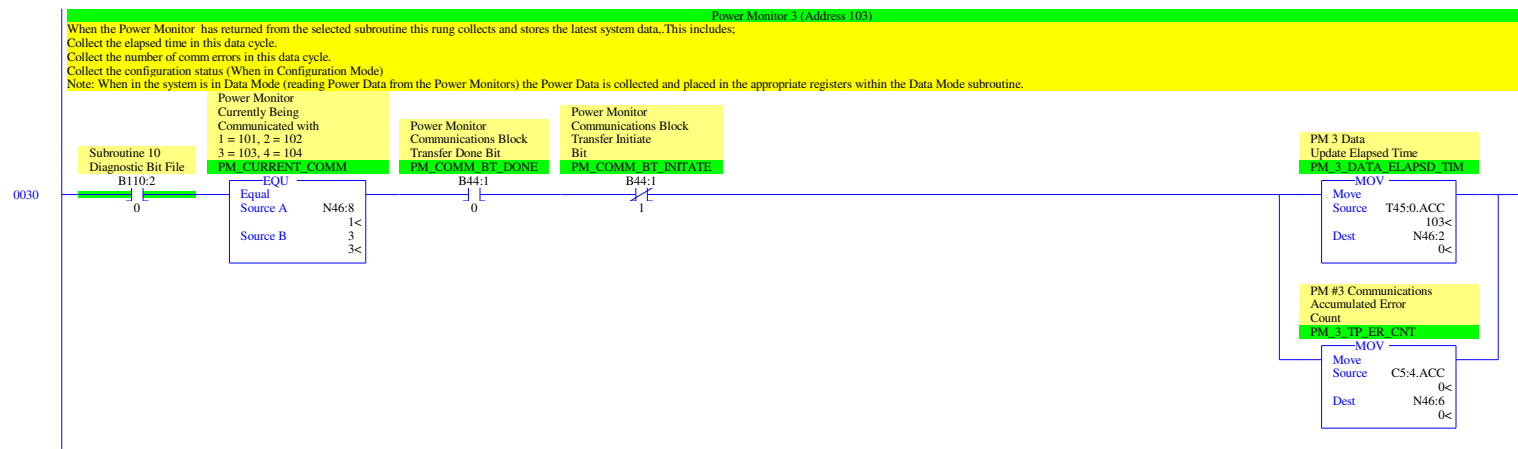 Power Monitor 3 (Address 103)
When the Power Monitor has returned from the selected subroutine this rung collects and stores the latest system data,.This includes;
Collect the elapsed time in this data cycle.
Collect the number of comm errors in this data cycle.
Collect the configuration status (When in Configuration Mode)
Note: When in the system is in Data Mode (reading Power Data from the Power Monitors) the Power Data is collected and placed in the appropriate registers within the Data Mode subroutine.
0030
Subroutine 10
Diagnostic Bit File
B110:2
0
Power Monitor
Currently Being
Communicated with
1 = 101, 2 = 102
3 = 103, 4 = 104
PM_CURRENT_COMM
EQU
Equal
Source A N46:8
1<
Source B 3
3<
Power Monitor
Communications Block
Transfer Done Bit
PM_COMM_BT_DONE
B44:1
0
Power Monitor
Communications Block
Transfer Initiate
Bit
PM_COMM_BT_INITATE
B44:1
1
PM 3 Data
Update Elapsed Time
PM_3_DATA_ELAPSD_TIM
MOV
Move
Source T45:0.ACC
103<
Dest N46:2
0<
PM #3 Communications
Accumulated Error
Count
PM_3_TP_ER_CNT
MOV
Move
Source C5:4.ACC
0<
Dest N46:6
0<